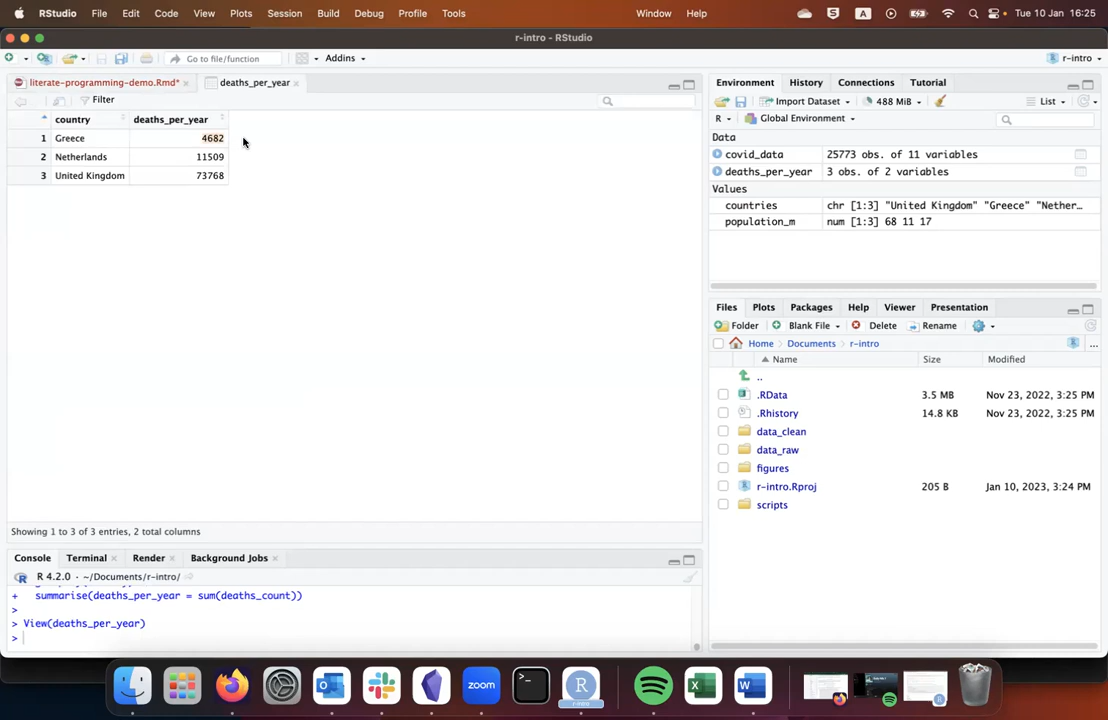 RStudio File Edit Code View Plots Session Build Debug Profile Tools Window Help A Tue 10 Jan 16:25
r-intro - RStudio
Go to file/function Addins r-intro
literate-programming-demo.Rmd* deaths_per_year
Filter
country deaths_per_year
1 Greece 4682
2 Netherlands 11509
3 United Kingdom 73768
Showing 1 to 3 of 3 entries, 2 total columns
Console Terminal Render Background Jobs
R 4.2.0 · ~/Documents/r-intro/
+ summarise(deaths_per_year = sum(deaths_count))
>
> View(deaths_per_year)
>
Environment History Connections Tutorial
Import Dataset 488 MiB List
R Global Environment
Data
covid_data 25773 obs. of 11 variables
deaths_per_year 3 obs. of 2 variables
Values
countries chr [1:3] "United Kingdom" "Greece" "Nether…
population_m num [1:3] 68 11 17
Files Plots Packages Help Viewer Presentation
Folder Blank File Delete Rename
Home Documents r-intro ...
Name Size Modified
..
.RData 3.5 MB Nov 23, 2022, 3:25 PM
.Rhistory 14.8 KB Nov 23, 2022, 3:25 PM
data_clean
data_raw
figures
r-intro.Rproj 205 B Jan 10, 2023, 3:24 PM
scripts
zoom
r-intro